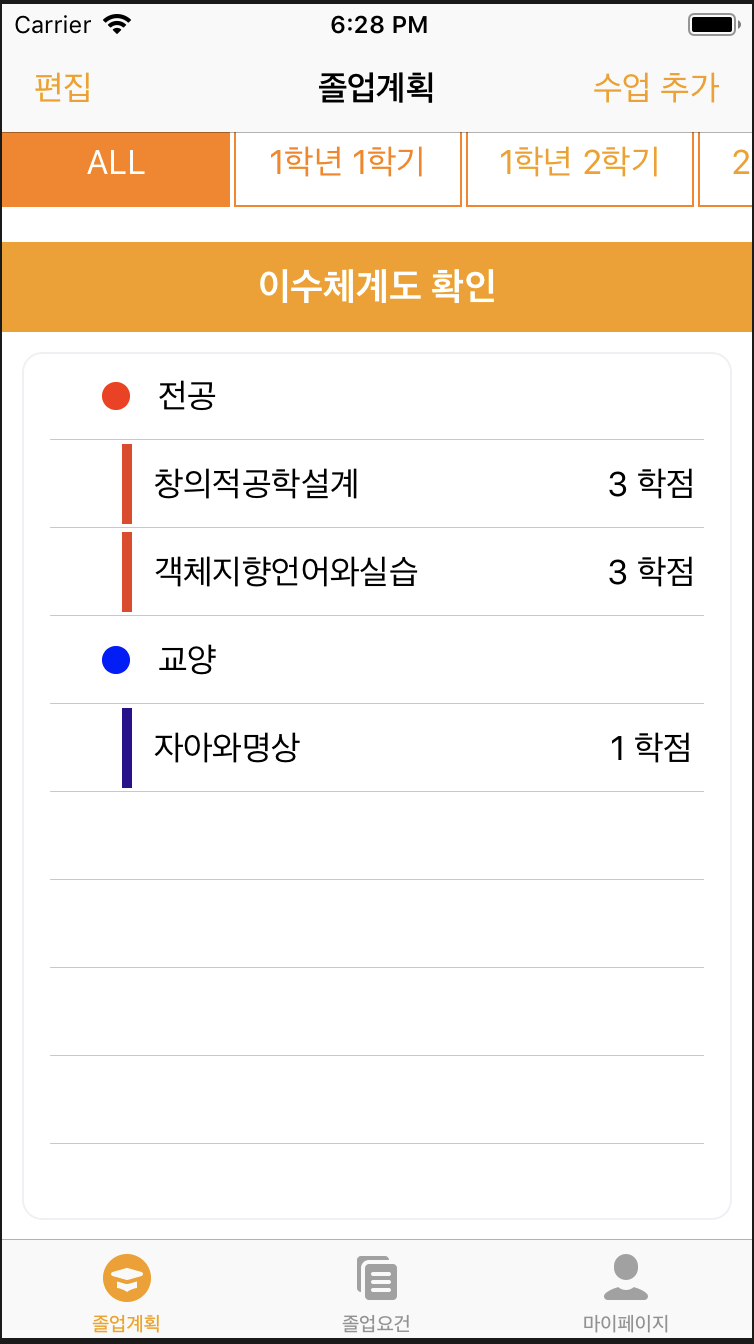 Carrier 6:28 PM
편집 졸업계획 수업 추가
ALL 1학년 1학기 1학년 2학기 2
이수체계도 확인
전공
창의적공학설계 3 학점
객체지향언어와실습 3 학점
교양
자아와명상 1 학점
졸업계획 졸업요건 마이페이지